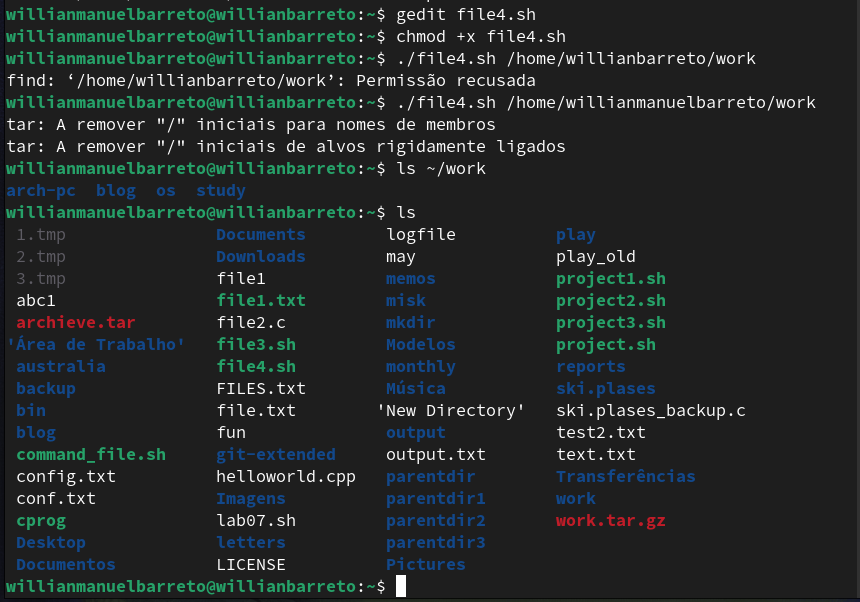 willianmanuelbarreto@willianbarreto:~$ gedit file4.sh
willianmanuelbarreto@willianbarreto:~$ chmod +x file4.sh
willianmanuelbarreto@willianbarreto:~$ ./file4.sh /home/willianbarreto/work
find: ‘/home/willianbarreto/work’: Permissão recusada
willianmanuelbarreto@willianbarreto:~$ ./file4.sh /home/willianmanuelbarreto/work
tar: A remover "/" iniciais para nomes de membros
tar: A remover "/" iniciais de alvos rigidamente ligados
willianmanuelbarreto@willianbarreto:~$ ls ~/work
arch-pc  blog  os  study
willianmanuelbarreto@willianbarreto:~$ ls
1.tmp  Documents  logfile  play
2.tmp  Downloads  may  play_old
3.tmp  file1  memos  project1.sh
abc1  file1.txt  misk  project2.sh
archieve.tar  file2.c  mkdir  project3.sh
'Área de Trabalho'  file3.sh  Modelos  project.sh
australia  file4.sh  monthly  reports
backup  FILES.txt  Música  ski.plases
bin  file.txt  'New Directory'  ski.plases_backup.c
blog  fun  output  test2.txt
command_file.sh  git-extended  output.txt  text.txt
config.txt  helloworld.cpp  parentdir  Transferências
conf.txt  Imagens  parentdir1  work
cprog  lab07.sh  parentdir2  work.tar.gz
Desktop  letters  parentdir3
Documentos  LICENSE  Pictures
willianmanuelbarreto@willianbarreto:~$